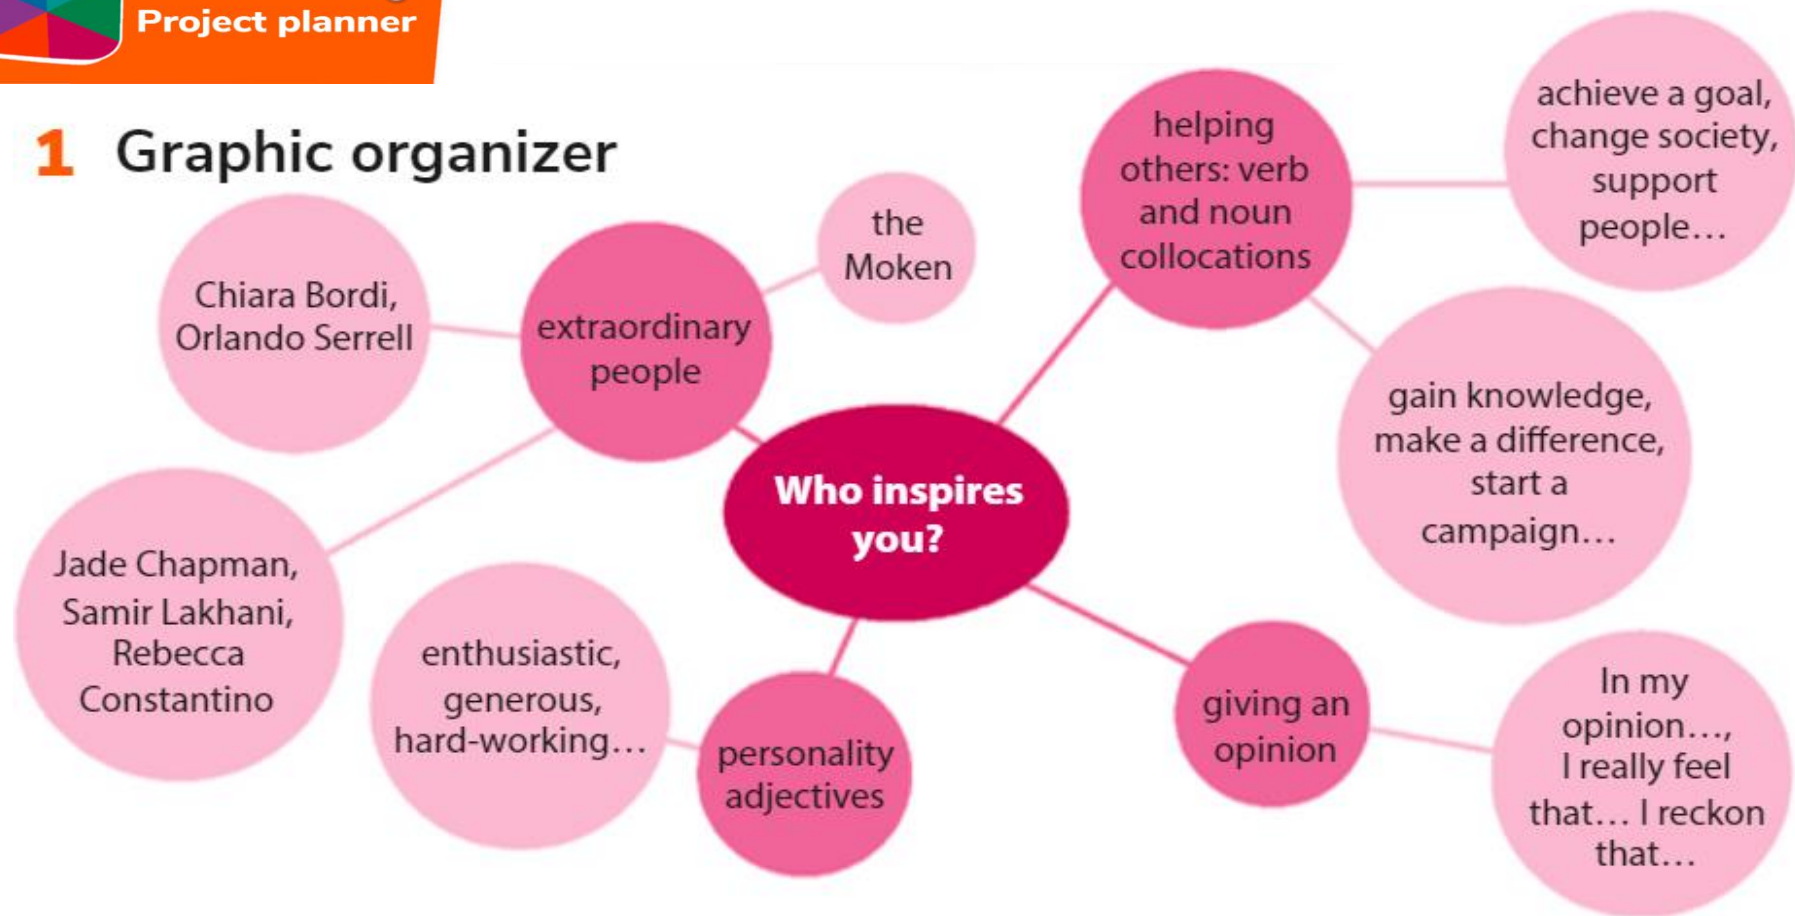 Project planner
1 Graphic organizer
Chiara Bordi,
Orlando Serrell
extraordinary
people
the
Moken
helping
others: verb
and noun
collocations
achieve a goal,
change society,
support
people…
gain knowledge,
make a difference,
start a
campaign…
Who inspires
you?
Jade Chapman,
Samir Lakhani,
Rebecca
Constantino
enthusiastic,
generous,
hard-working…
personality
adjectives
giving an
opinion
In my
opinion…,
I really feel
that… I reckon
that…